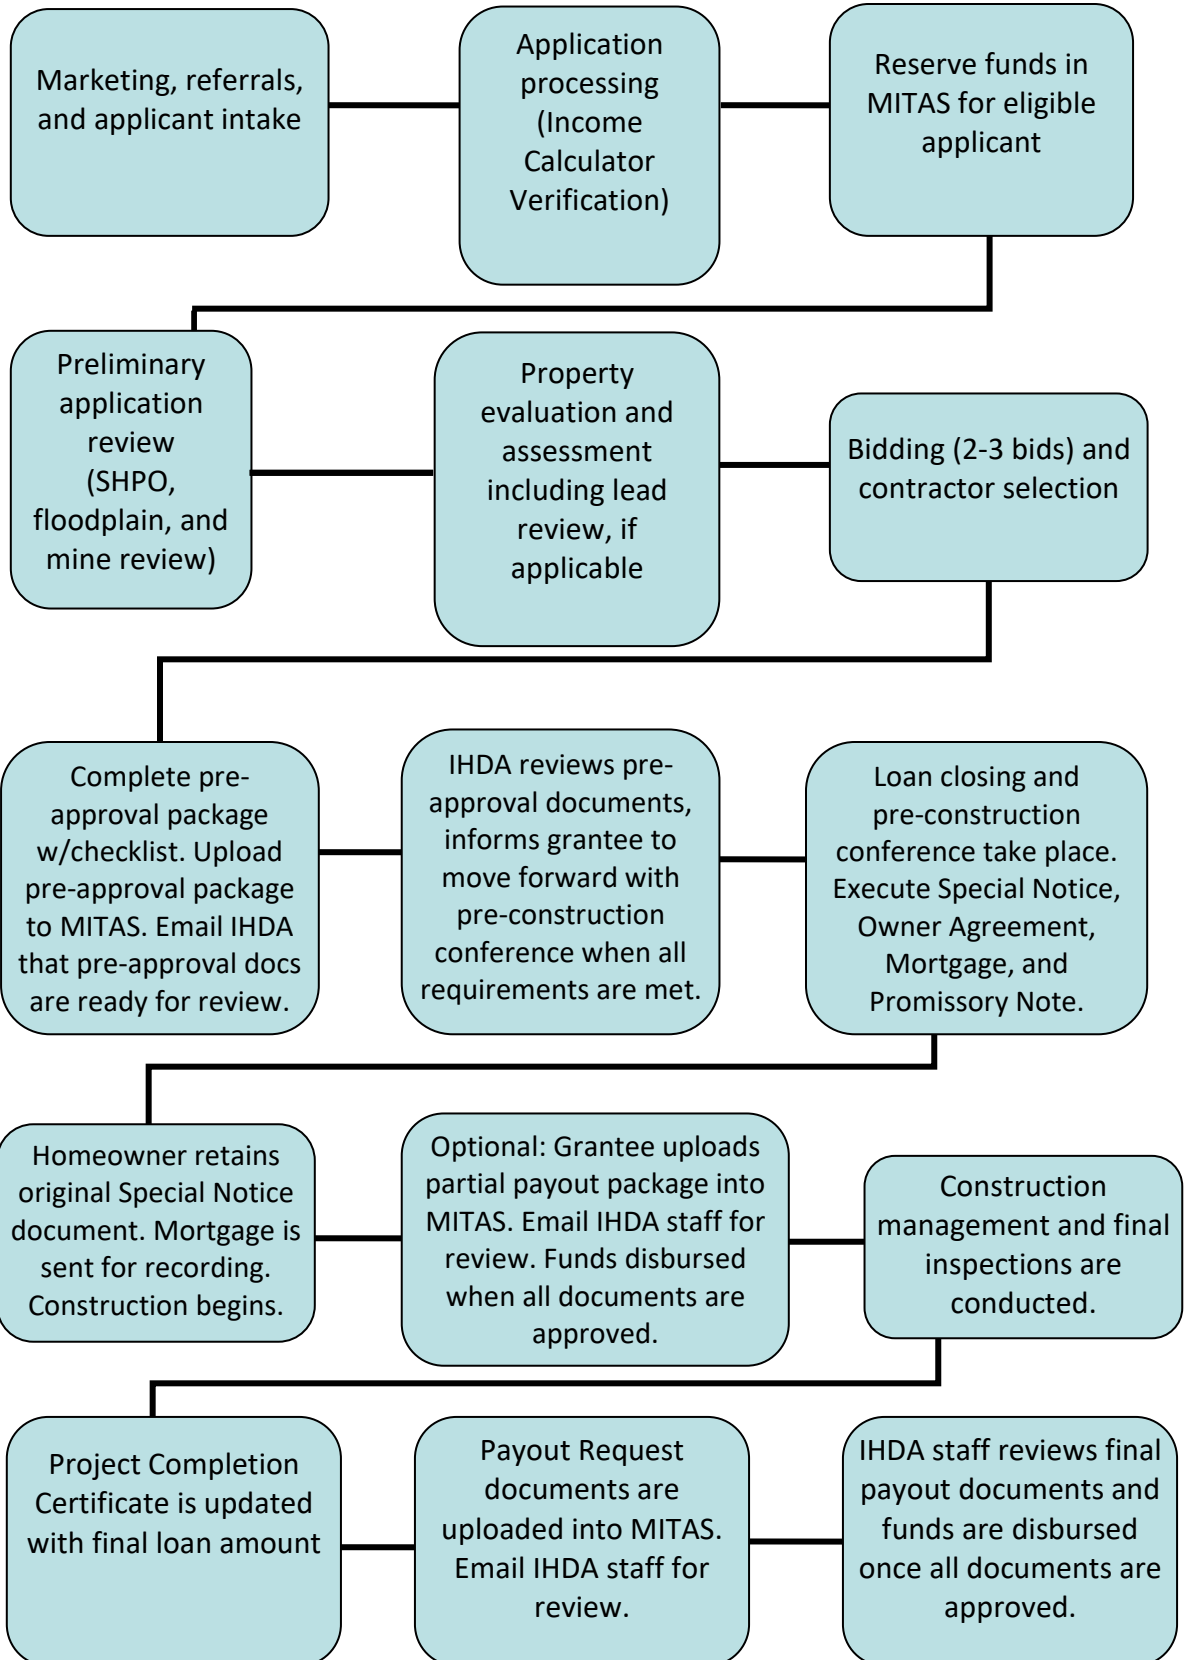 Marketing, referrals,
and applicant intake
Application
processing
(Income
Calculator
Verification)
Reserve funds in
MITAS for eligible
applicant
Preliminary
application
review
(SHPO,
floodplain, and
mine review)
Property
evaluation and
assessment
including lead
review, if
applicable
Bidding (2-3 bids) and
contractor selection
Complete pre-
approval package
w/checklist. Upload
pre-approval package
to MITAS. Email IHDA
that pre-approval docs
are ready for review.
IHDA reviews pre-
approval documents,
informs grantee to
move forward with
pre-construction
conference when all
requirements are met.
Loan closing and
pre-construction
conference take place.
Execute Special Notice,
Owner Agreement,
Mortgage, and
Promissory Note.
Homeowner retains
original Special Notice
document. Mortgage is
sent for recording.
Construction begins.
Optional: Grantee uploads
partial payout package into
MITAS. Email IHDA staff for
review. Funds disbursed
when all documents are
approved.
Construction
management and final
inspections are
conducted.
Project Completion
Certificate is updated
with final loan amount
Payout Request
documents are
uploaded into MITAS.
Email IHDA staff for
review.
IHDA staff reviews final
payout documents and
funds are disbursed
once all documents are
approved.